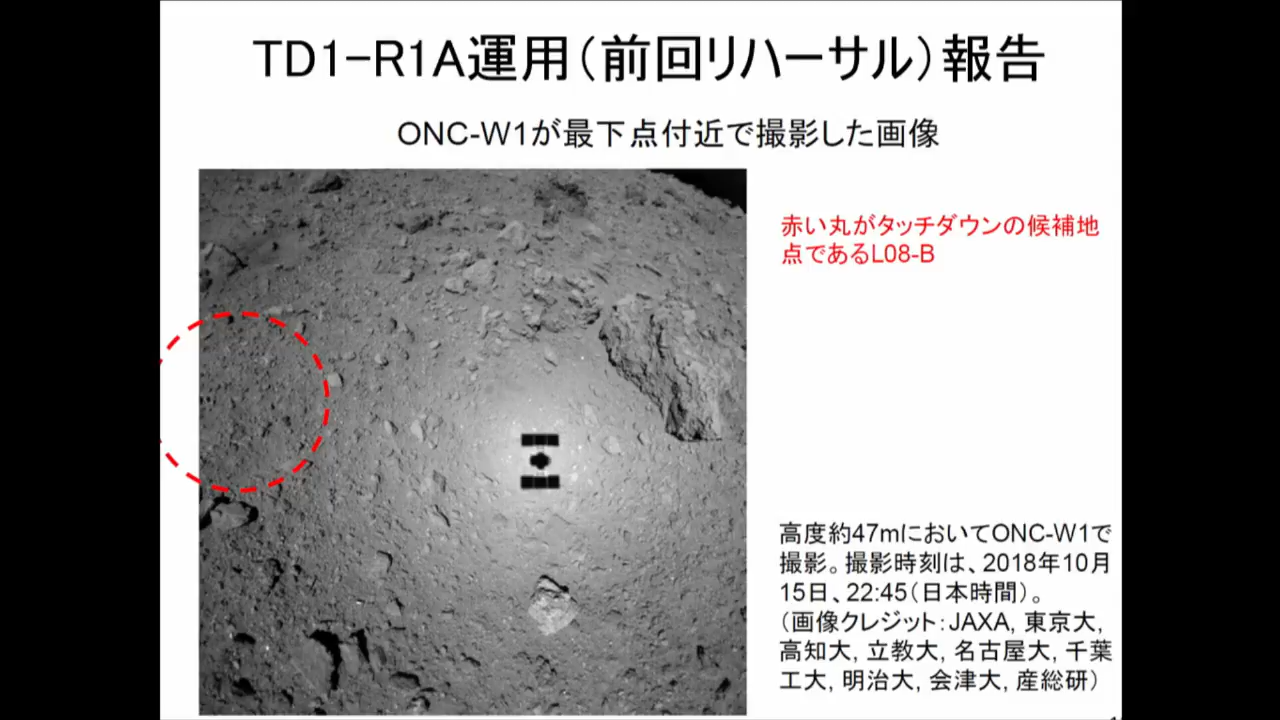 TD1-R1A運用（前回リハーサル）報告
ONC-W1が最下点付近で撮影した画像
赤い丸がタッチダウンの候補地
点であるL08-B
高度約47mにおいてONC-W1で
撮影。撮影時刻は、2018年10月
15日、22:45（日本時間）。
（画像クレジット：JAXA, 東京大,
高知大, 立教大, 名古屋大, 千葉
工大, 明治大, 会津大, 産総研）